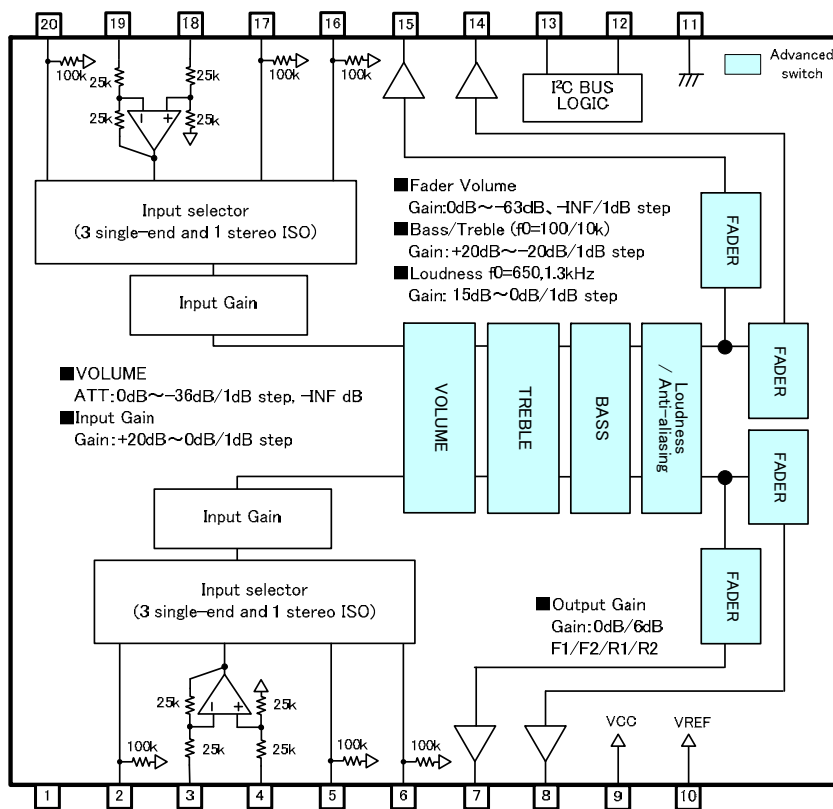 20
19
18
17
16
15
14
13
12
11
100k
25k
25k
25k
25k
100k
100k
I²C BUS
LOGIC
Advanced
switch
Input selector
(3 single-end and 1 stereo ISO)
Input Gain
■Fader Volume
Gain:0dB～-63dB、-INF/1dB step
■Bass/Treble (f0=100/10k)
Gain:+20dB～-20dB/1dB step
■Loudness f0=650,1.3kHz
Gain: 15dB～0dB/1dB step
FADER
FADER
■VOLUME
ATT:0dB～-36dB/1dB step, -INF dB
■Input Gain
Gain:+20dB～0dB/1dB step
VOLUME
TREBLE
BASS
Loudness
/ Anti-aliasing
FADER
FADER
Input Gain
Input selector
(3 single-end and 1 stereo ISO)
■Output Gain
Gain:0dB/6dB
F1/F2/R1/R2
25k
25k
25k
25k
100k
100k
100k
VCC
VREF
1
2
3
4
5
6
7
8
9
10